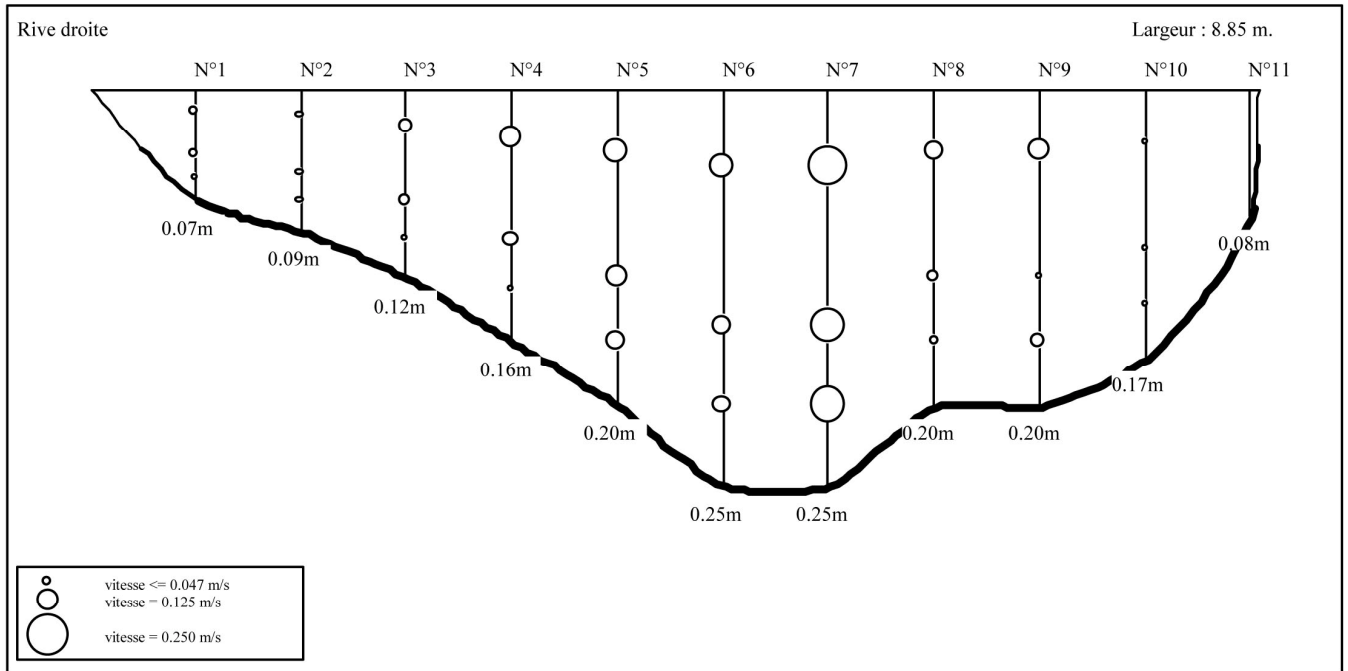 Rive droite
Largeur : 8.85 m.
N°1 N°2 N°3 N°4 N°5 N°6 N°7 N°8 N°9 N°10 N°11
0.07m
0.09m
0.12m
0.16m
0.20m
0.25m
0.25m
0.20m
0.20m
0.17m
0.08m
vitesse <= 0.047 m/s
vitesse = 0.125 m/s
vitesse = 0.250 m/s